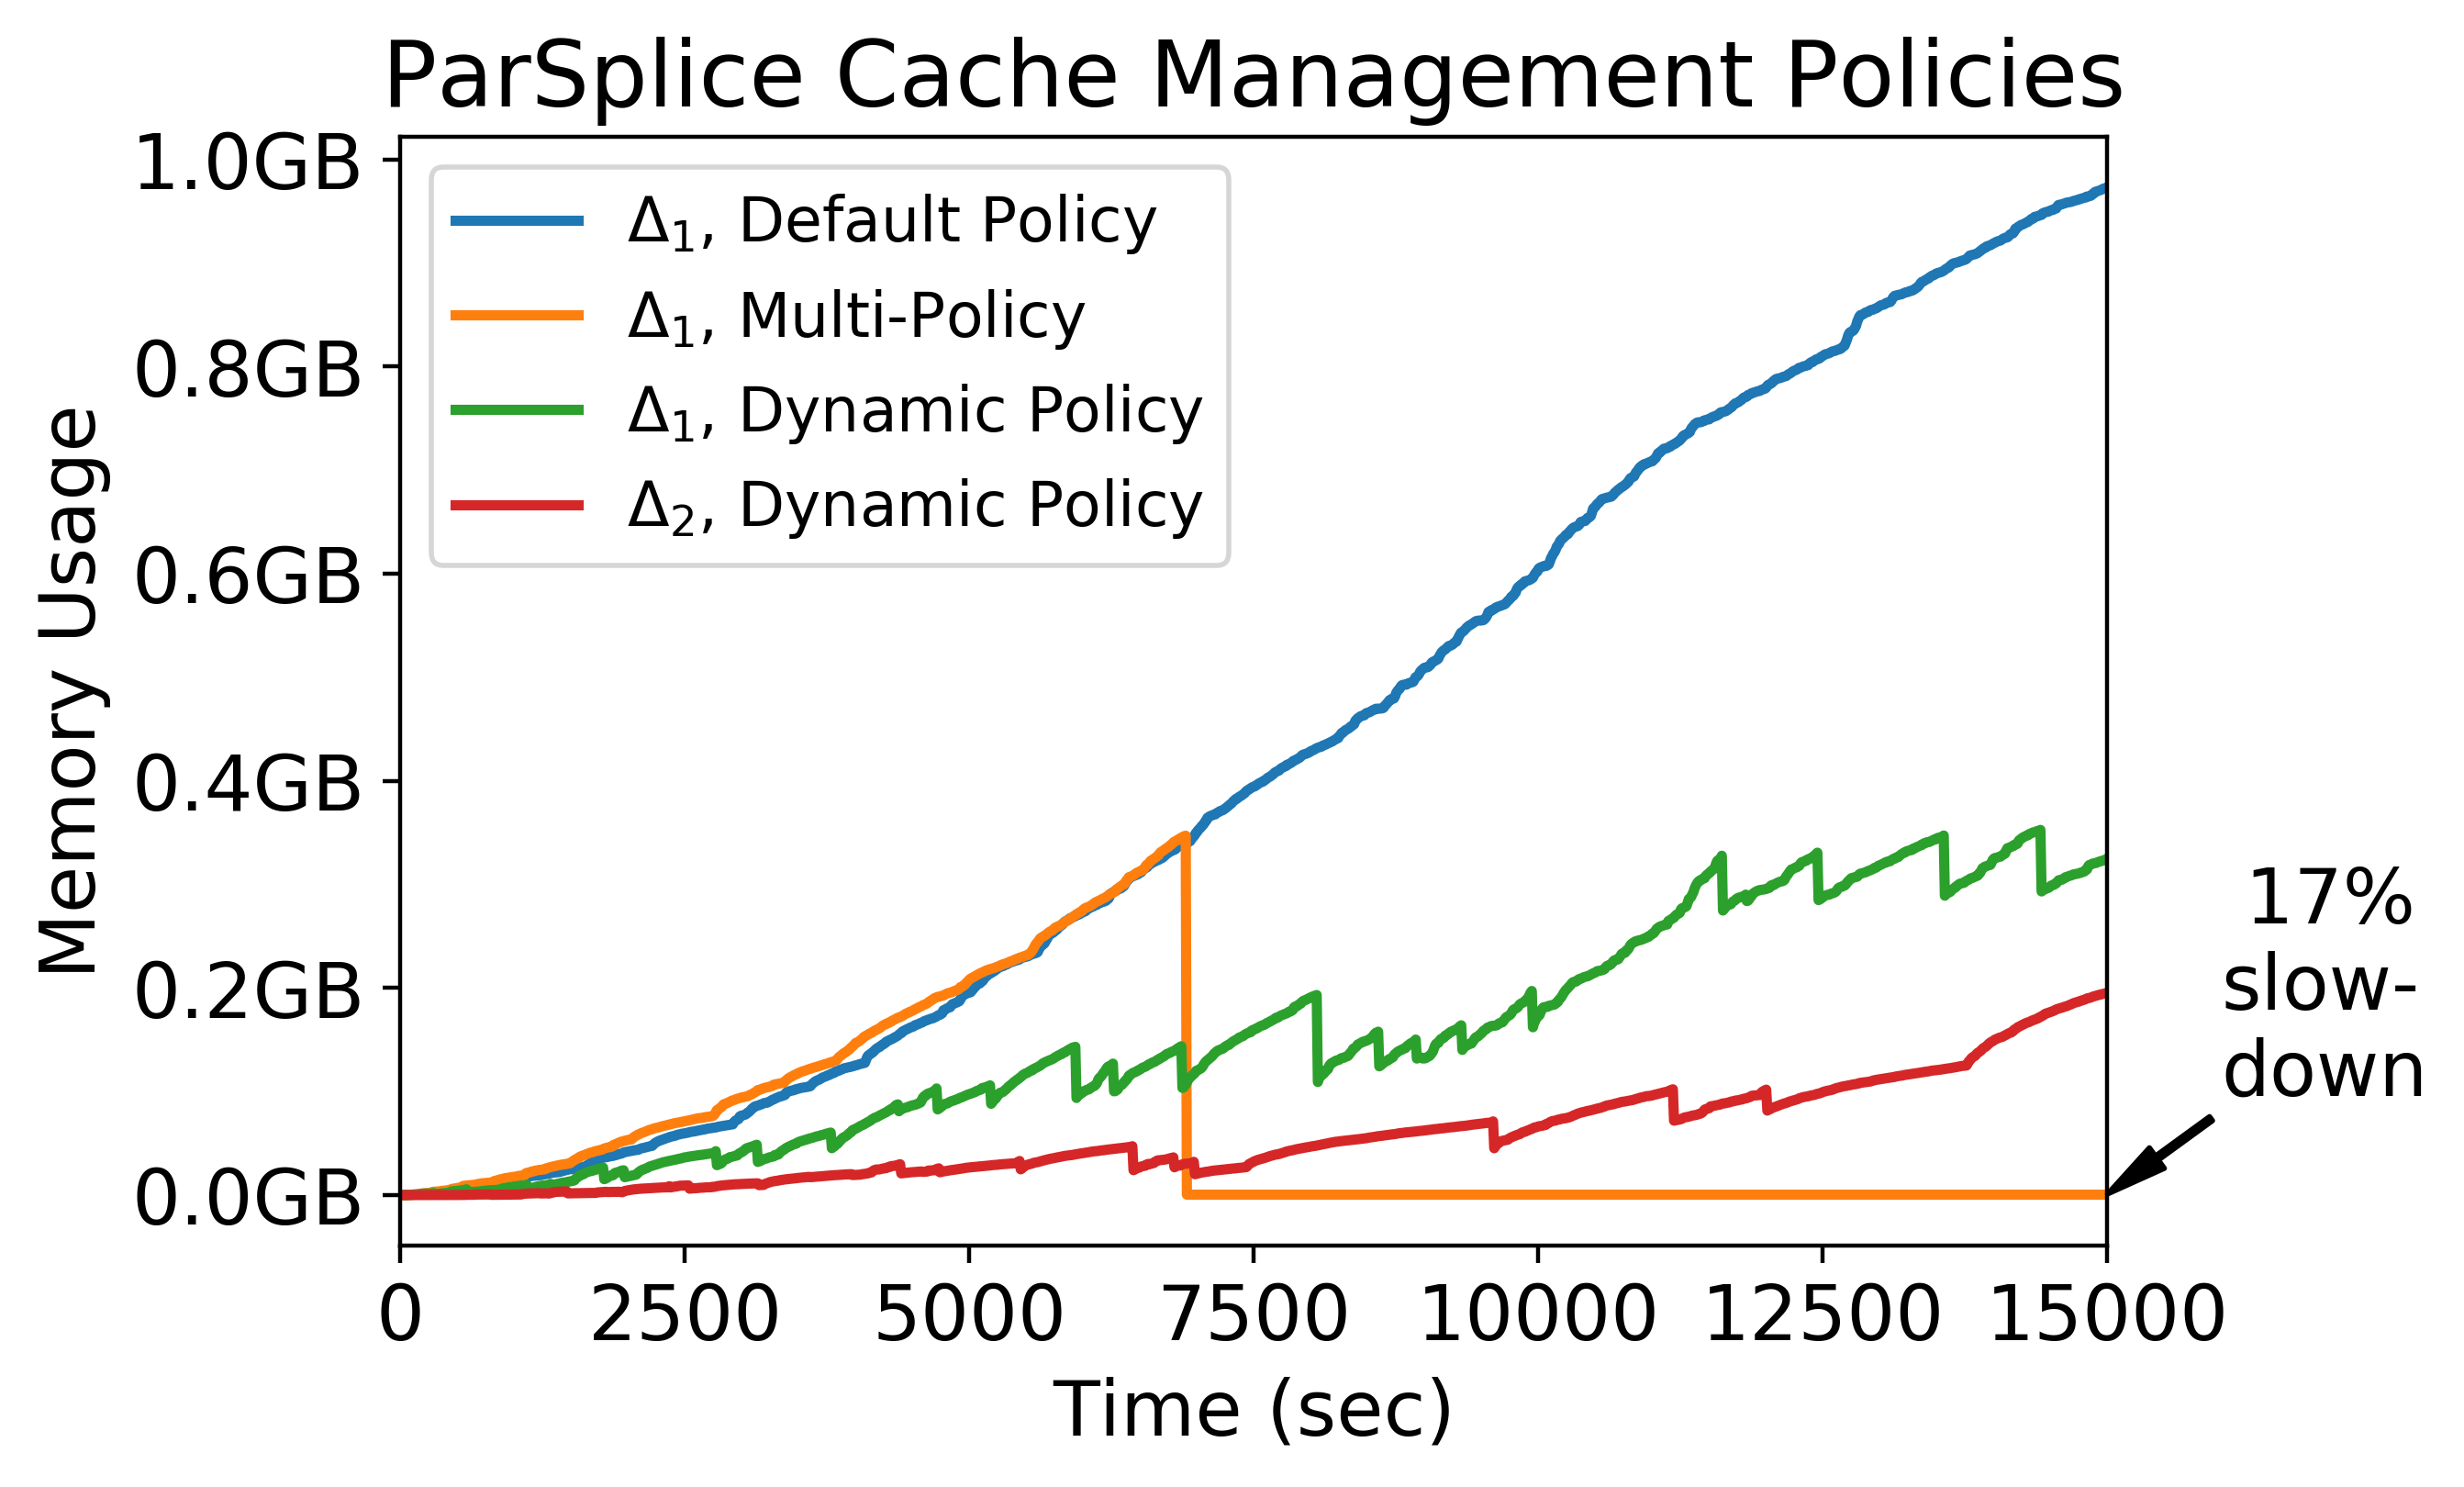 ParSplice Cache Management Policies
1.0GB
0.8GB
0.6GB
0.4GB
0.2GB
0.0GB
Memory Usage
Δ₁, Default Policy
Δ₁, Multi-Policy
Δ₁, Dynamic Policy
Δ₂, Dynamic Policy
17%
slow-
down
0 2500 5000 7500 10000 12500 15000
Time (sec)